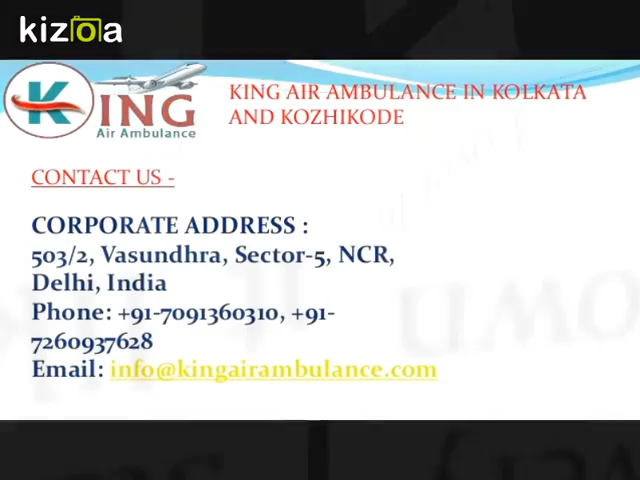 kizoa
KING
Air Ambulance
KING AIR AMBULANCE IN KOLKATA
AND KOZHIKODE
CONTACT US -
CORPORATE ADDRESS :
503/2, Vasundhra, Sector-5, NCR,
Delhi, India
Phone: +91-7091360310, +91-
7260937628
Email: info@kingairambulance.com